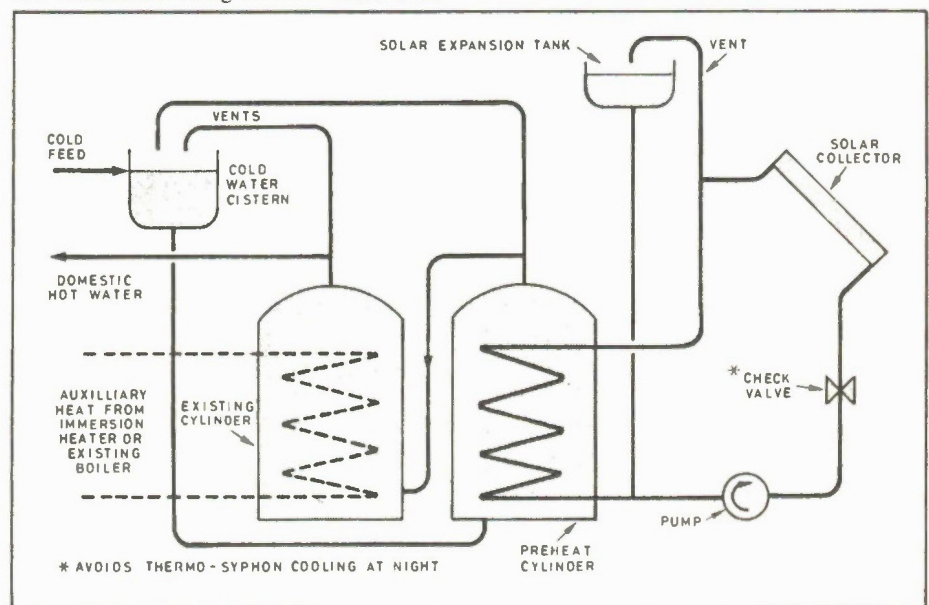 SOLAR EXPANSION TANK
VENT
VENTS
COLD
FEED
COLD
WATER
CISTERN
SOLAR
COLLECTOR
DOMESTIC
HOT WATER
* CHECK
VALVE
AUXILLIARY
HEAT FROM
IMMERSION
HEATER OR
EXISTING
BOILER
EXISTING
CYLINDER
PUMP
PREHEAT
CYLINDER
* AVOIDS THERMO-SYPHON COOLING AT NIGHT